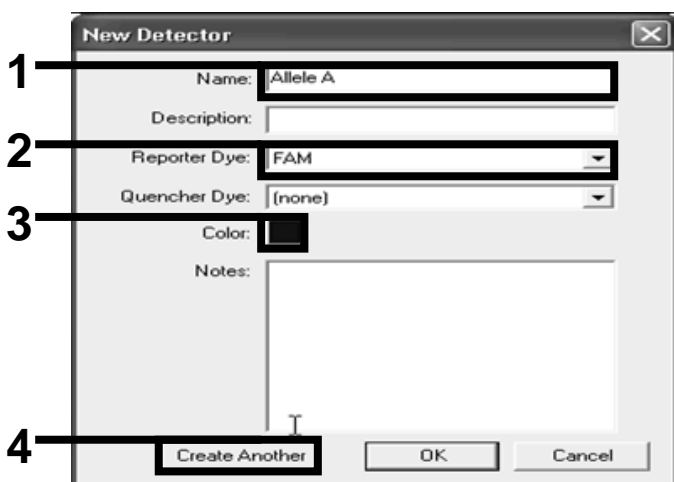 New Detector
1 Name: Allele A
Description:
2 Reporter Dye: FAM
Quencher Dye: (none)
3 Color:
Notes:
4 Create Another OK Cancel